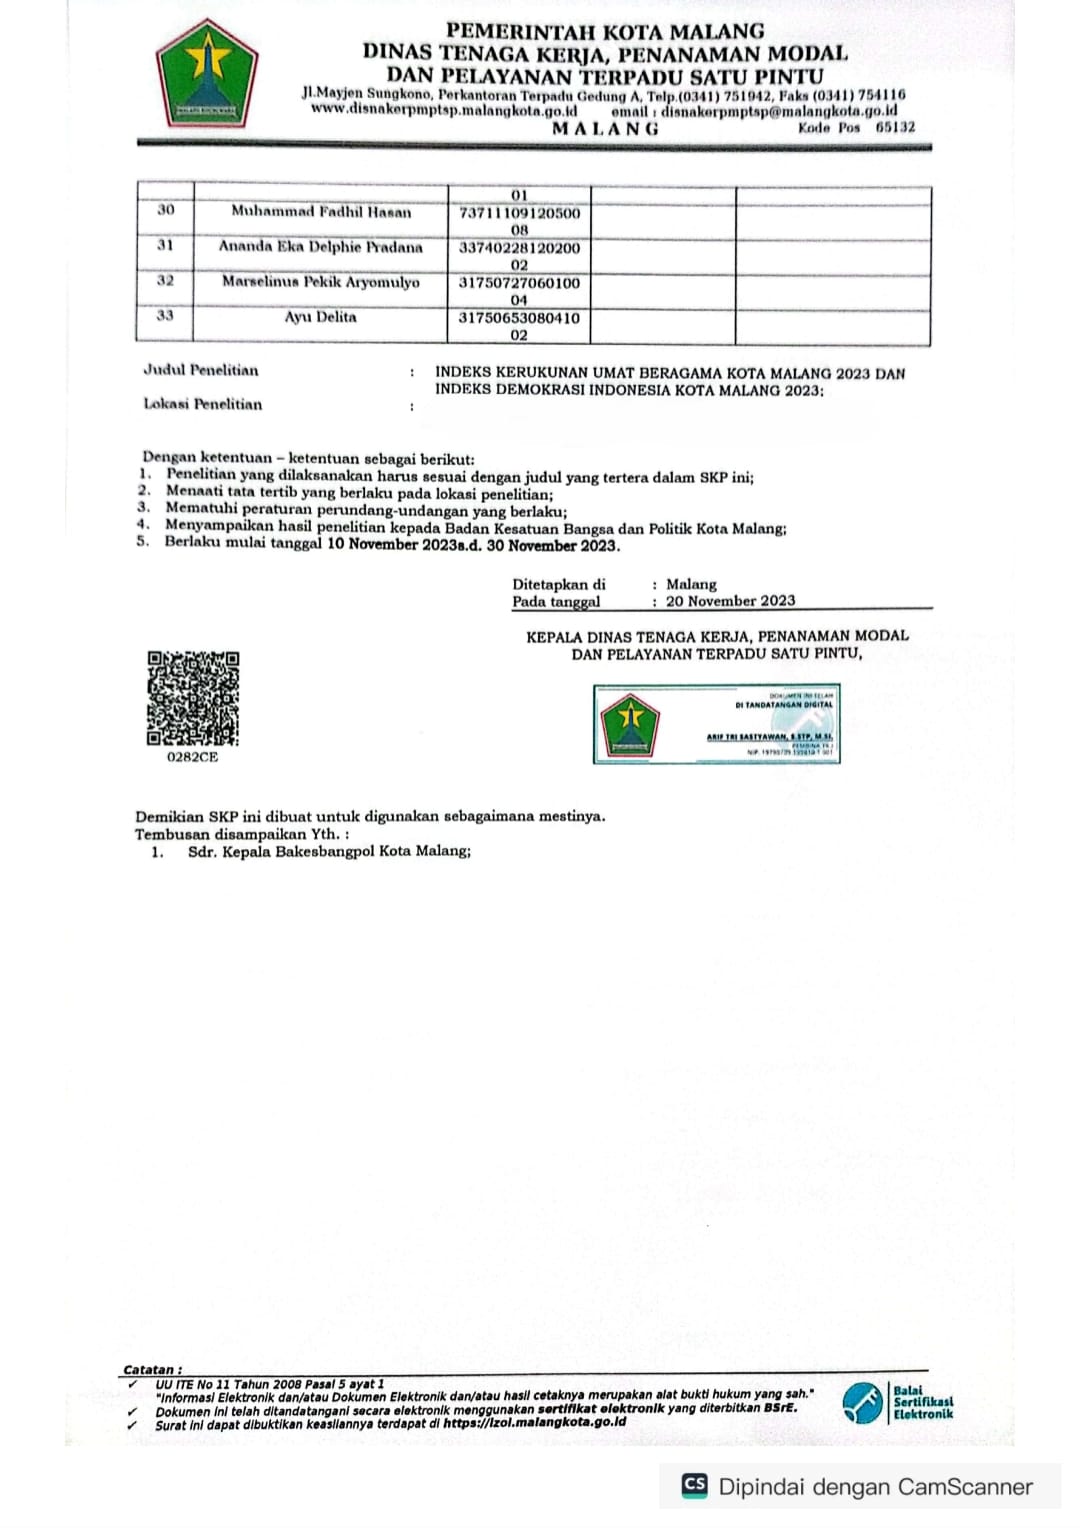 PEMERINTAH KOTA MALANG
DINAS TENAGA KERJA, PENANAMAN MODAL
DAN PELAYANAN TERPADU SATU PINTU
Jl.Mayjen Sungkono, Perkantoran Terpadu Gedung A, Telp.(0341) 751942, Faks (0341) 754116
www.disnakerpmptsp.malangkota.go.id email : disnakerpmptsp@malangkota.go.id
MALANG Kode Pos 65132
01
30 Muhammad Fadhil Hasan 73711109120500
08
31 Ananda Eka Delphie Pradana 33740228120200
02
32 Marselinus Pekik Aryomulyo 31750727060100
04
33 Ayu Delita 31750653080410
02
Judul Penelitian : INDEKS KERUKUNAN UMAT BERAGAMA KOTA MALANG 2023 DAN
INDEKS DEMOKRASI INDONESIA KOTA MALANG 2023;
Lokasi Penelitian :
Dengan ketentuan – ketentuan sebagai berikut:
1. Penelitian yang dilaksanakan harus sesuai dengan judul yang tertera dalam SKP ini;
2. Menaati tata tertib yang berlaku pada lokasi penelitian;
3. Mematuhi peraturan perundang-undangan yang berlaku;
4. Menyampaikan hasil penelitian kepada Badan Kesatuan Bangsa dan Politik Kota Malang;
5. Berlaku mulai tanggal 10 November 2023s.d. 30 November 2023.
Ditetapkan di : Malang
Pada tanggal : 20 November 2023
KEPALA DINAS TENAGA KERJA, PENANAMAN MODAL
DAN PELAYANAN TERPADU SATU PINTU,
DOKUMEN INI TELAH
DI TANDATANGAN DIGITAL
ARIF TRI SASTYAWAN, S.STP, M.Si.
NIP.
0282CE
Demikian SKP ini dibuat untuk digunakan sebagaimana mestinya.
Tembusan disampaikan Yth. :
1. Sdr. Kepala Bakesbangpol Kota Malang;
Catatan :
✓ UU ITE No 11 Tahun 2008 Pasal 5 ayat 1
"Informasi Elektronik dan/atau Dokumen Elektronik dan/atau hasil cetaknya merupakan alat bukti hukum yang sah."
✓ Dokumen ini telah ditandatangani secara elektronik menggunakan sertifikat elektronik yang diterbitkan BSrE.
✓ Surat ini dapat dibuktikan keasliannya terdapat di https://izol.malangkota.go.id
Balai
Sertifikasi
Elektronik
CS Dipindai dengan CamScanner